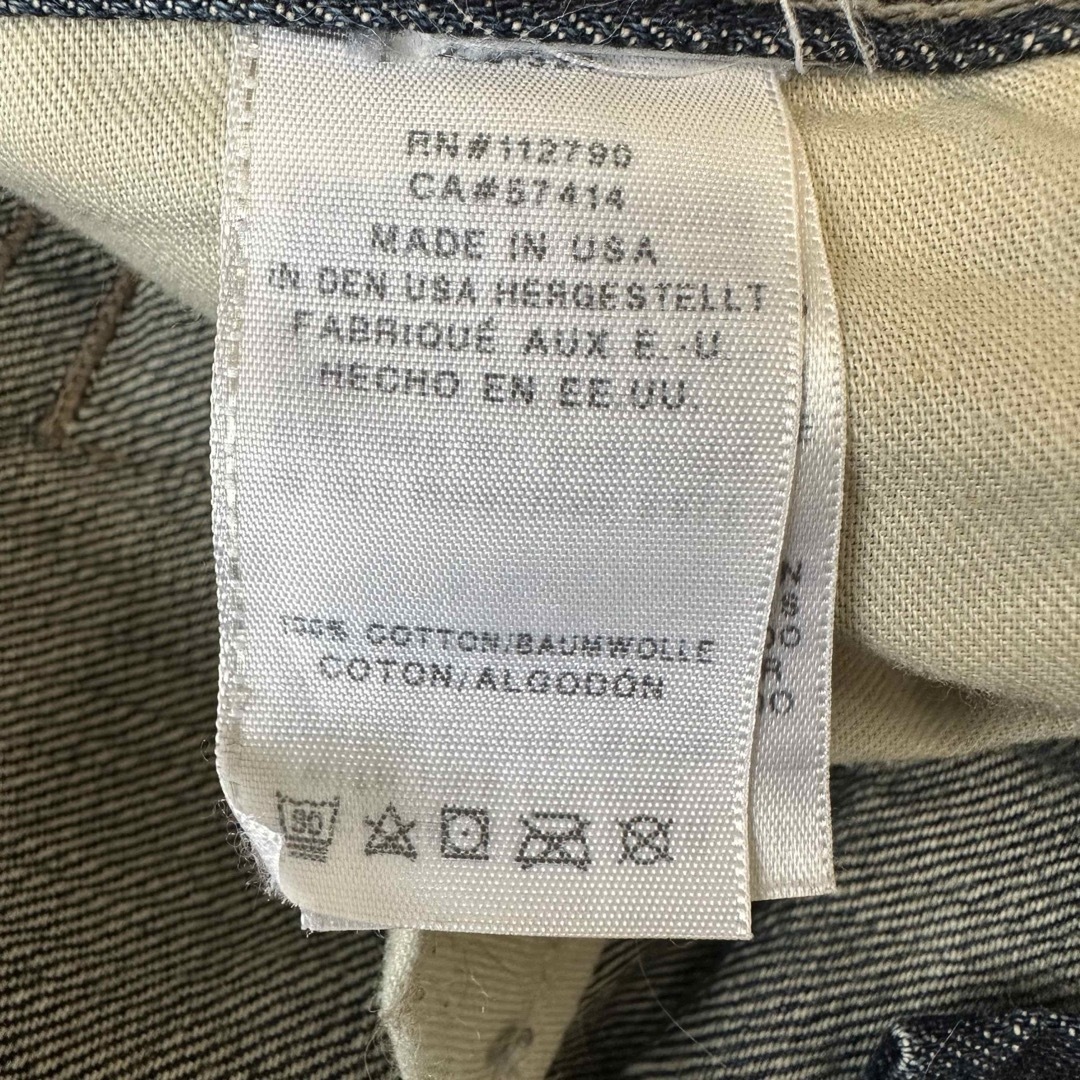 RN#112790
CA#57414
MADE IN USA
IN DEN USA HERGESTELLT
FABRIQUÉ AUX E.-U.
HECHO EN EE UU.
100% COTTON/BAUMWOLLE
COTON/ALGODÓN
30